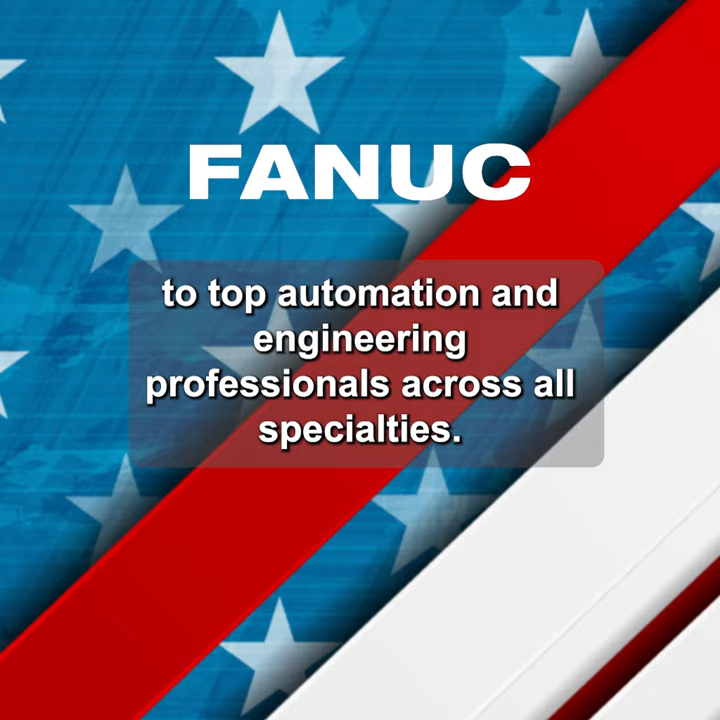 FANUC
to top automation and
engineering
professionals across all
specialties.